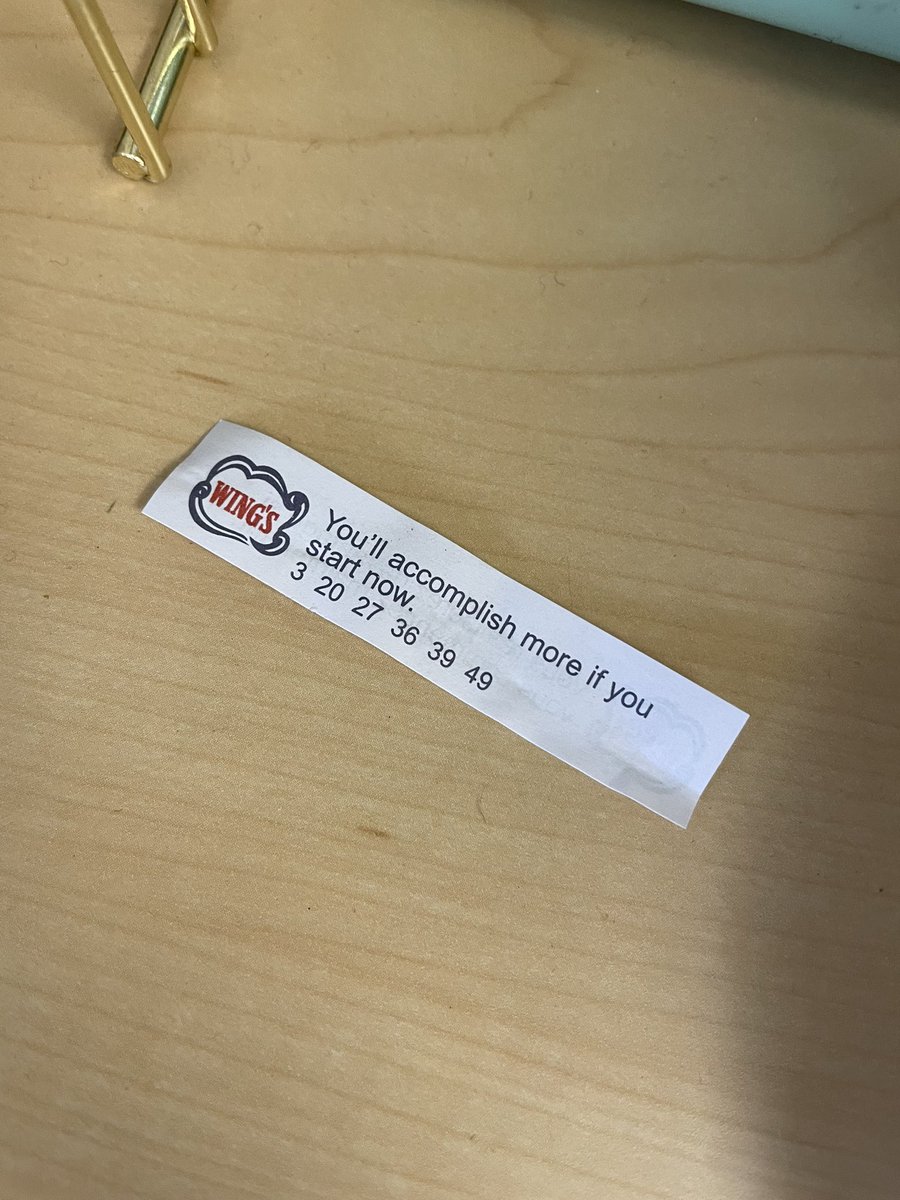 WING'S
You'll accomplish more if you
start now.
3 20 27 36 39 49